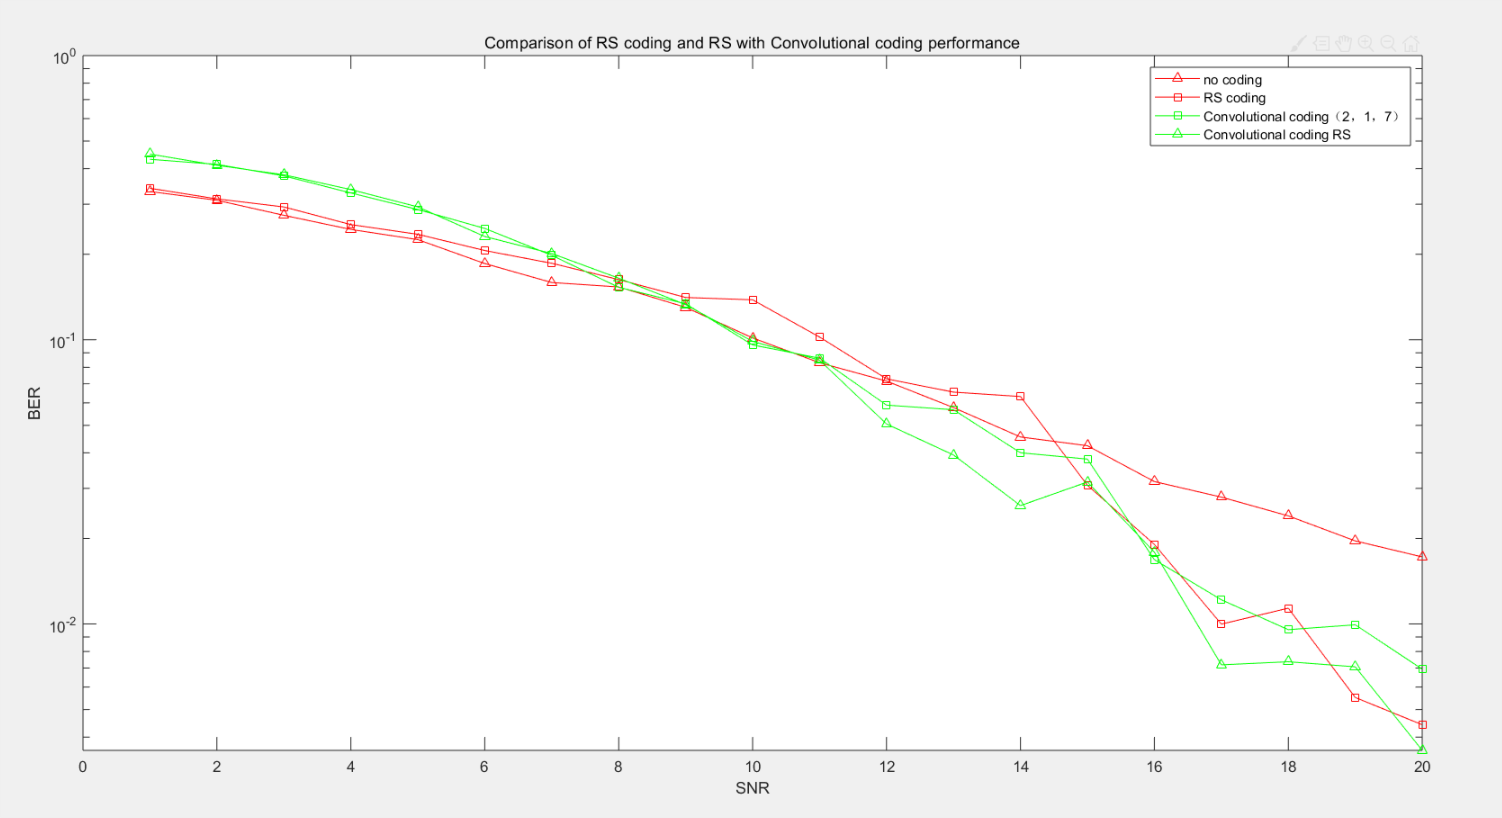 Comparison of RS coding and RS with Convolutional coding performance
no coding
RS coding
Convolutional coding（2，1，7）
Convolutional coding RS
10^0
10^-1
10^-2
BER
0 2 4 6 8 10 12 14 16 18 20
SNR